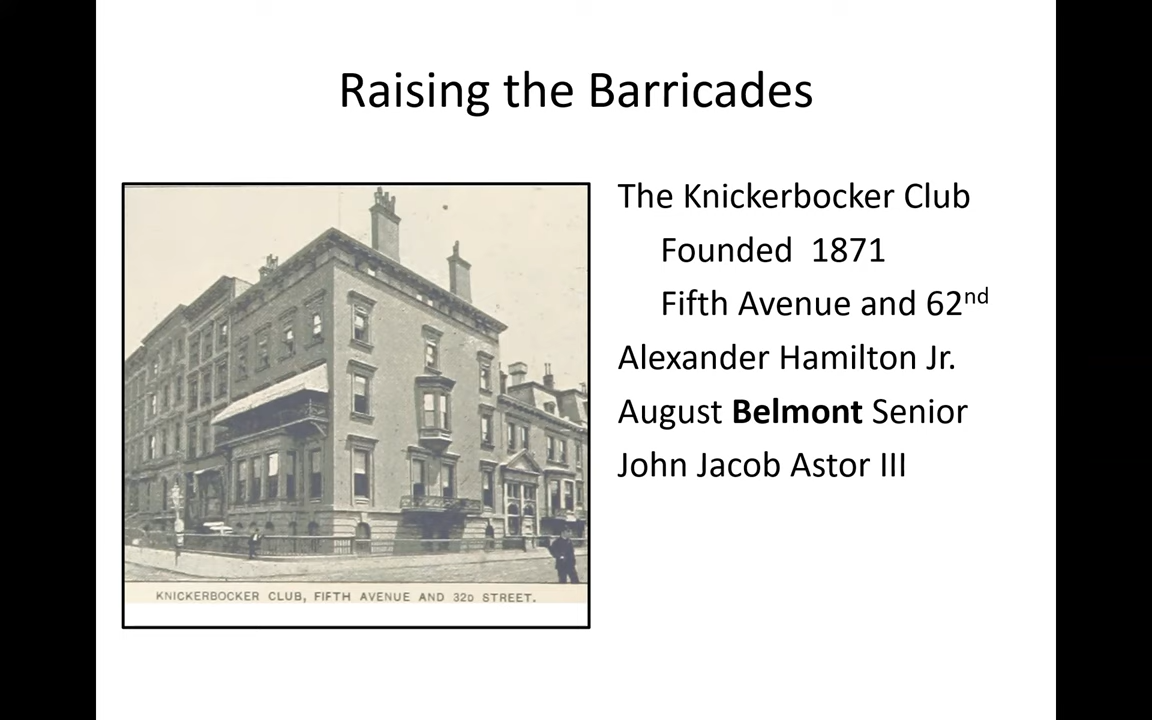 Raising the Barricades
The Knickerbocker Club
Founded 1871
Fifth Avenue and 62nd
Alexander Hamilton Jr.
August Belmont Senior
John Jacob Astor III
KNICKERBOCKER CLUB, FIFTH AVENUE AND 32D STREET.